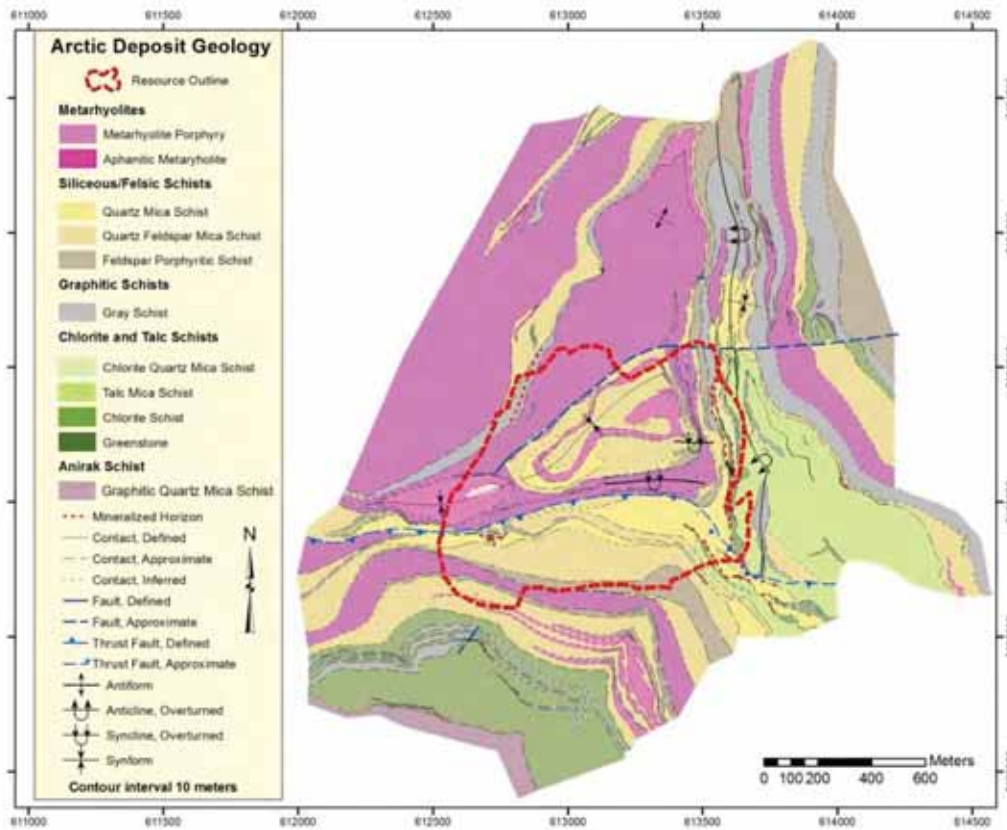 611000 611500 612000 612500 613000 613500 614000 614500
Arctic Deposit Geology
Resource Outline
Metarhyolites
Metarhyolite Porphyry
Aphanitic Metaryholite
Siliceous/Felsic Schists
Quartz Mica Schist
Quartz Feldspar Mica Schist
Feldspar Porphyritic Schist
Graphitic Schists
Gray Schist
Chlorite and Talc Schists
Chlorite Quartz Mica Schist
Talc Mica Schist
Chlorite Schist
Greenstone
Anirak Schist
Graphitic Quartz Mica Schist
Mineralized Horizon
Contact, Defined
Contact, Approximate
Contact, Inferred
Fault, Defined
Fault, Approximate
Thrust Fault, Defined
Thrust Fault, Approximate
Antiform
Anticline, Overturned
Syncline, Overturned
Synform
Contour interval 10 meters
N
Meters
0 100 200 400 600
611000 611500 612000 612500 613000 613500 614000 614500